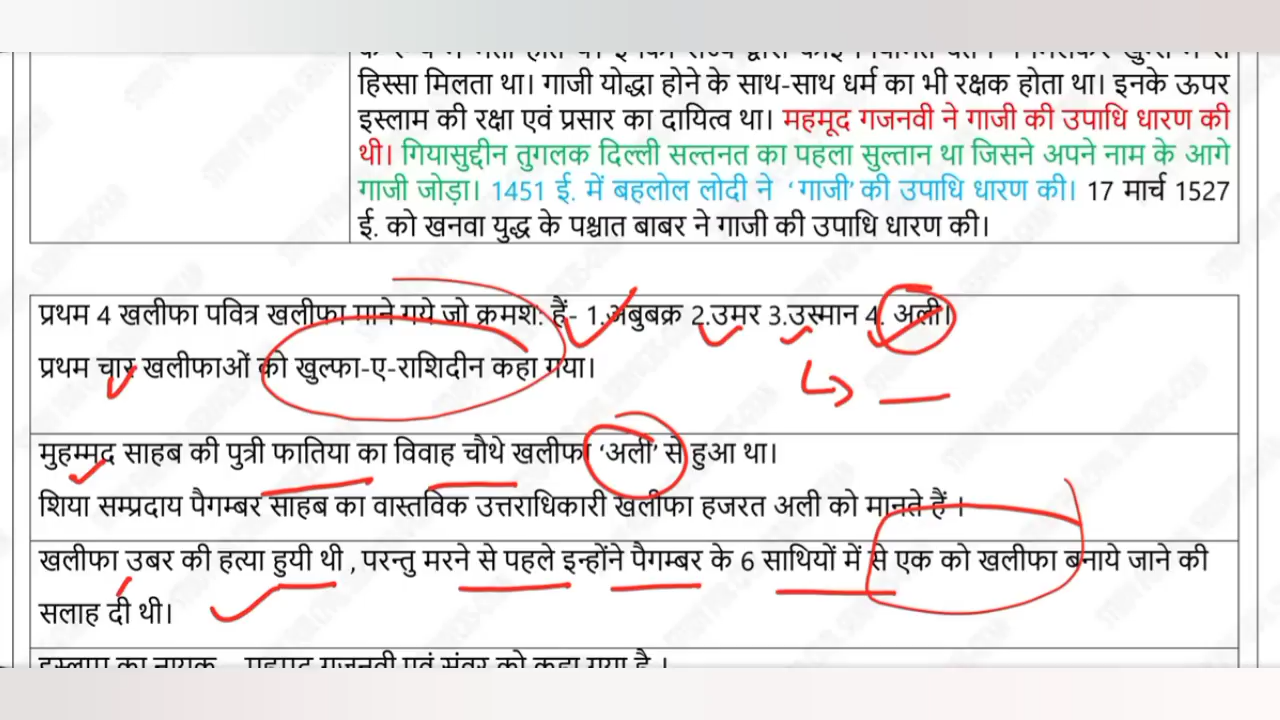 हिस्सा मिलता था। गाजी योद्धा होने के साथ-साथ धर्म का भी रक्षक होता था। इनके ऊपर
इस्लाम की रक्षा एवं प्रसार का दायित्व था। महमूद गजनवी ने गाजी की उपाधि धारण की
थी। गियासुद्दीन तुगलक दिल्ली सल्तनत का पहला सुल्तान था जिसने अपने नाम के आगे
गाजी जोड़ा। 1451 ई. में बहलोल लोदी ने ‘गाजी’ की उपाधि धारण की। 17 मार्च 1527
ई. को खनवा युद्ध के पश्चात बाबर ने गाजी की उपाधि धारण की।
प्रथम 4 खलीफा पवित्र खलीफा माने गये जो क्रमश: हैं- 1.अबुबक्र 2.उमर 3.उस्मान 4. अली।
प्रथम चार खलीफाओं को खुल्फा-ए-राशिदीन कहा गया।
मुहम्मद साहब की पुत्री फातिया का विवाह चौथे खलीफा ‘अली’ से हुआ था।
शिया सम्प्रदाय पैगम्बर साहब का वास्तविक उत्तराधिकारी खलीफा हजरत अली को मानते हैं ।
खलीफा उबर की हत्या हुयी थी , परन्तु मरने से पहले इन्होंने पैगम्बर के 6 साथियों में से एक को खलीफा बनाये जाने की
सलाह दी थी।